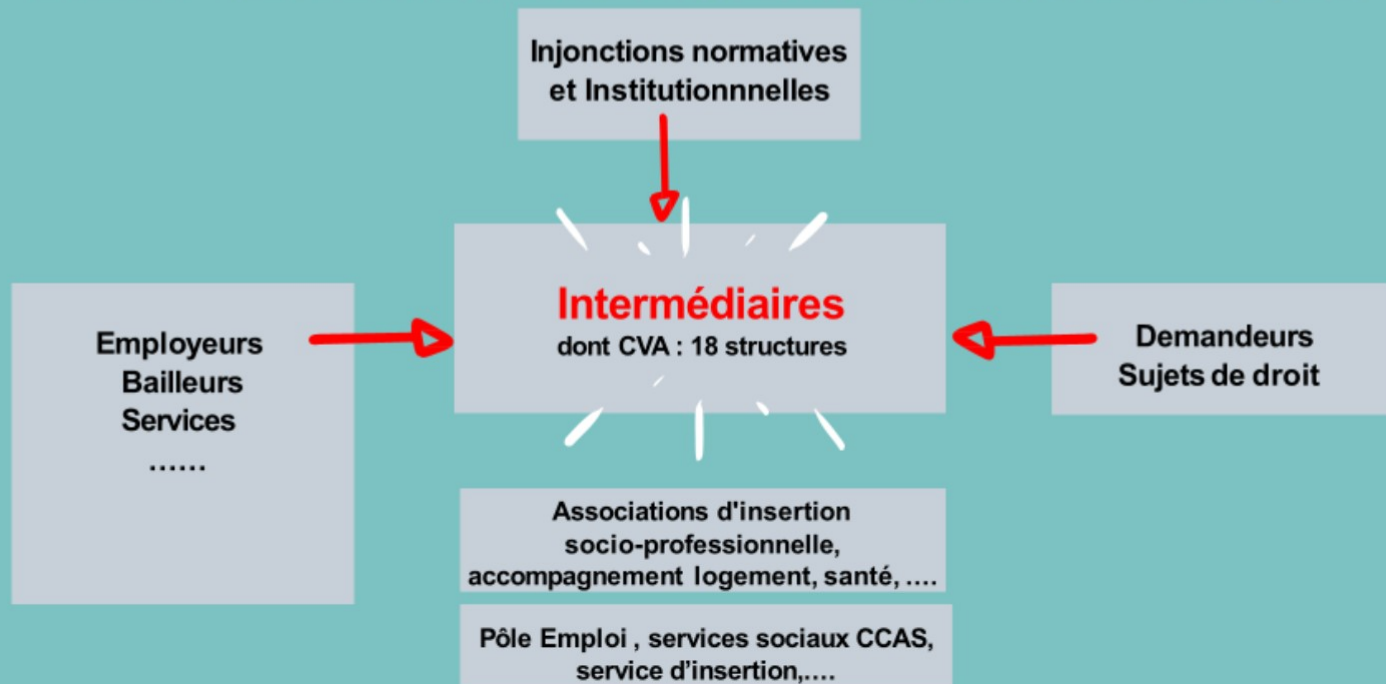 Injonctions normatives
et Institutionnnelles
Intermédiaires
dont CVA : 18 structures
Employeurs
Bailleurs
Services
......
Demandeurs
Sujets de droit
Associations d'insertion
socio-professionnelle,
accompagnement logement, santé, ....
Pôle Emploi , services sociaux CCAS,
service d’insertion,....